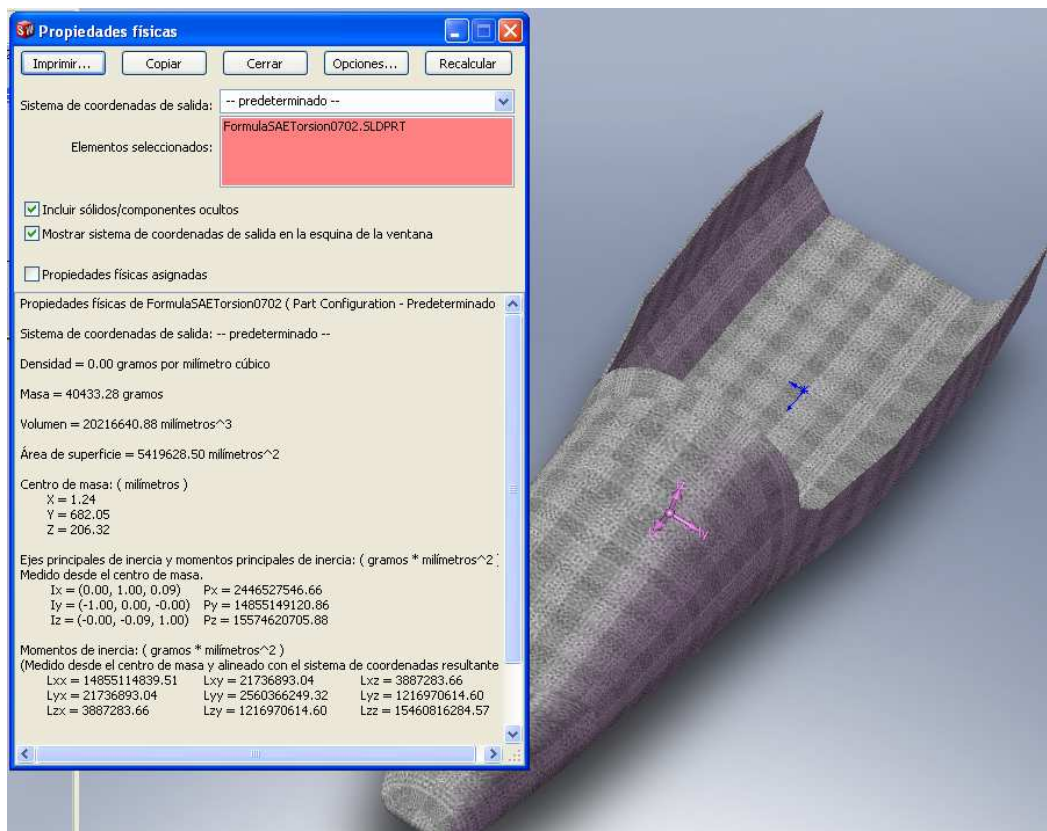 Propiedades físicas
Imprimir... Copiar Cerrar Opciones... Recalcular
Sistema de coordenadas de salida: -- predeterminado --
Elementos seleccionados: FormulaSAETorsion0702.SLDPRT
Incluir sólidos/componentes ocultos
Mostrar sistema de coordenadas de salida en la esquina de la ventana
Propiedades físicas asignadas
Propiedades físicas de FormulaSAETorsion0702 ( Part Configuration - Predeterminado
Sistema de coordenadas de salida: -- predeterminado --
Densidad = 0.00 gramos por milímetro cúbico
Masa = 40433.28 gramos
Volumen = 20216640.88 milímetros^3
Área de superficie = 5419628.50 milímetros^2
Centro de masa: ( milímetros )
X = 1.24
Y = 682.05
Z = 206.32
Ejes principales de inercia y momentos principales de inercia: ( gramos * milímetros^2 )
Medido desde el centro de masa.
Ix = (0.00, 1.00, 0.09) Px = 2446527546.66
Iy = (-1.00, 0.00, -0.00) Py = 14855149120.86
Iz = (-0.00, -0.09, 1.00) Pz = 15574620705.88
Momentos de inercia: ( gramos * milímetros^2 )
(Medido desde el centro de masa y alineado con el sistema de coordenadas resultante
Lxx = 14855114839.51 Lxy = 21736893.04 Lxz = 3887283.66
Lyx = 21736893.04 Lyy = 2560366249.32 Lyz = 1216970614.60
Lzx = 3887283.66 Lzy = 1216970614.60 Lzz = 15460816284.57